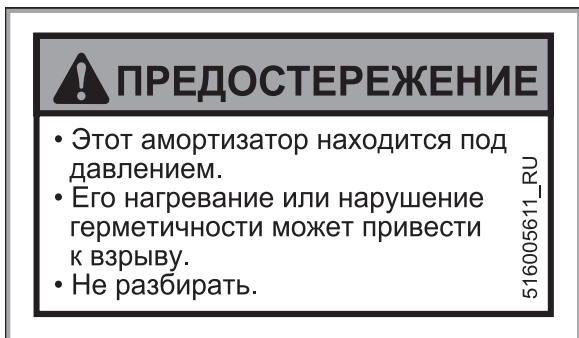 ПРЕДОСТЕРЕЖЕНИЕ
• Этот амортизатор находится под
давлением.
• Его нагревание или нарушение
герметичности может привести
к взрыву.
• Не разбирать.
516005611_RU